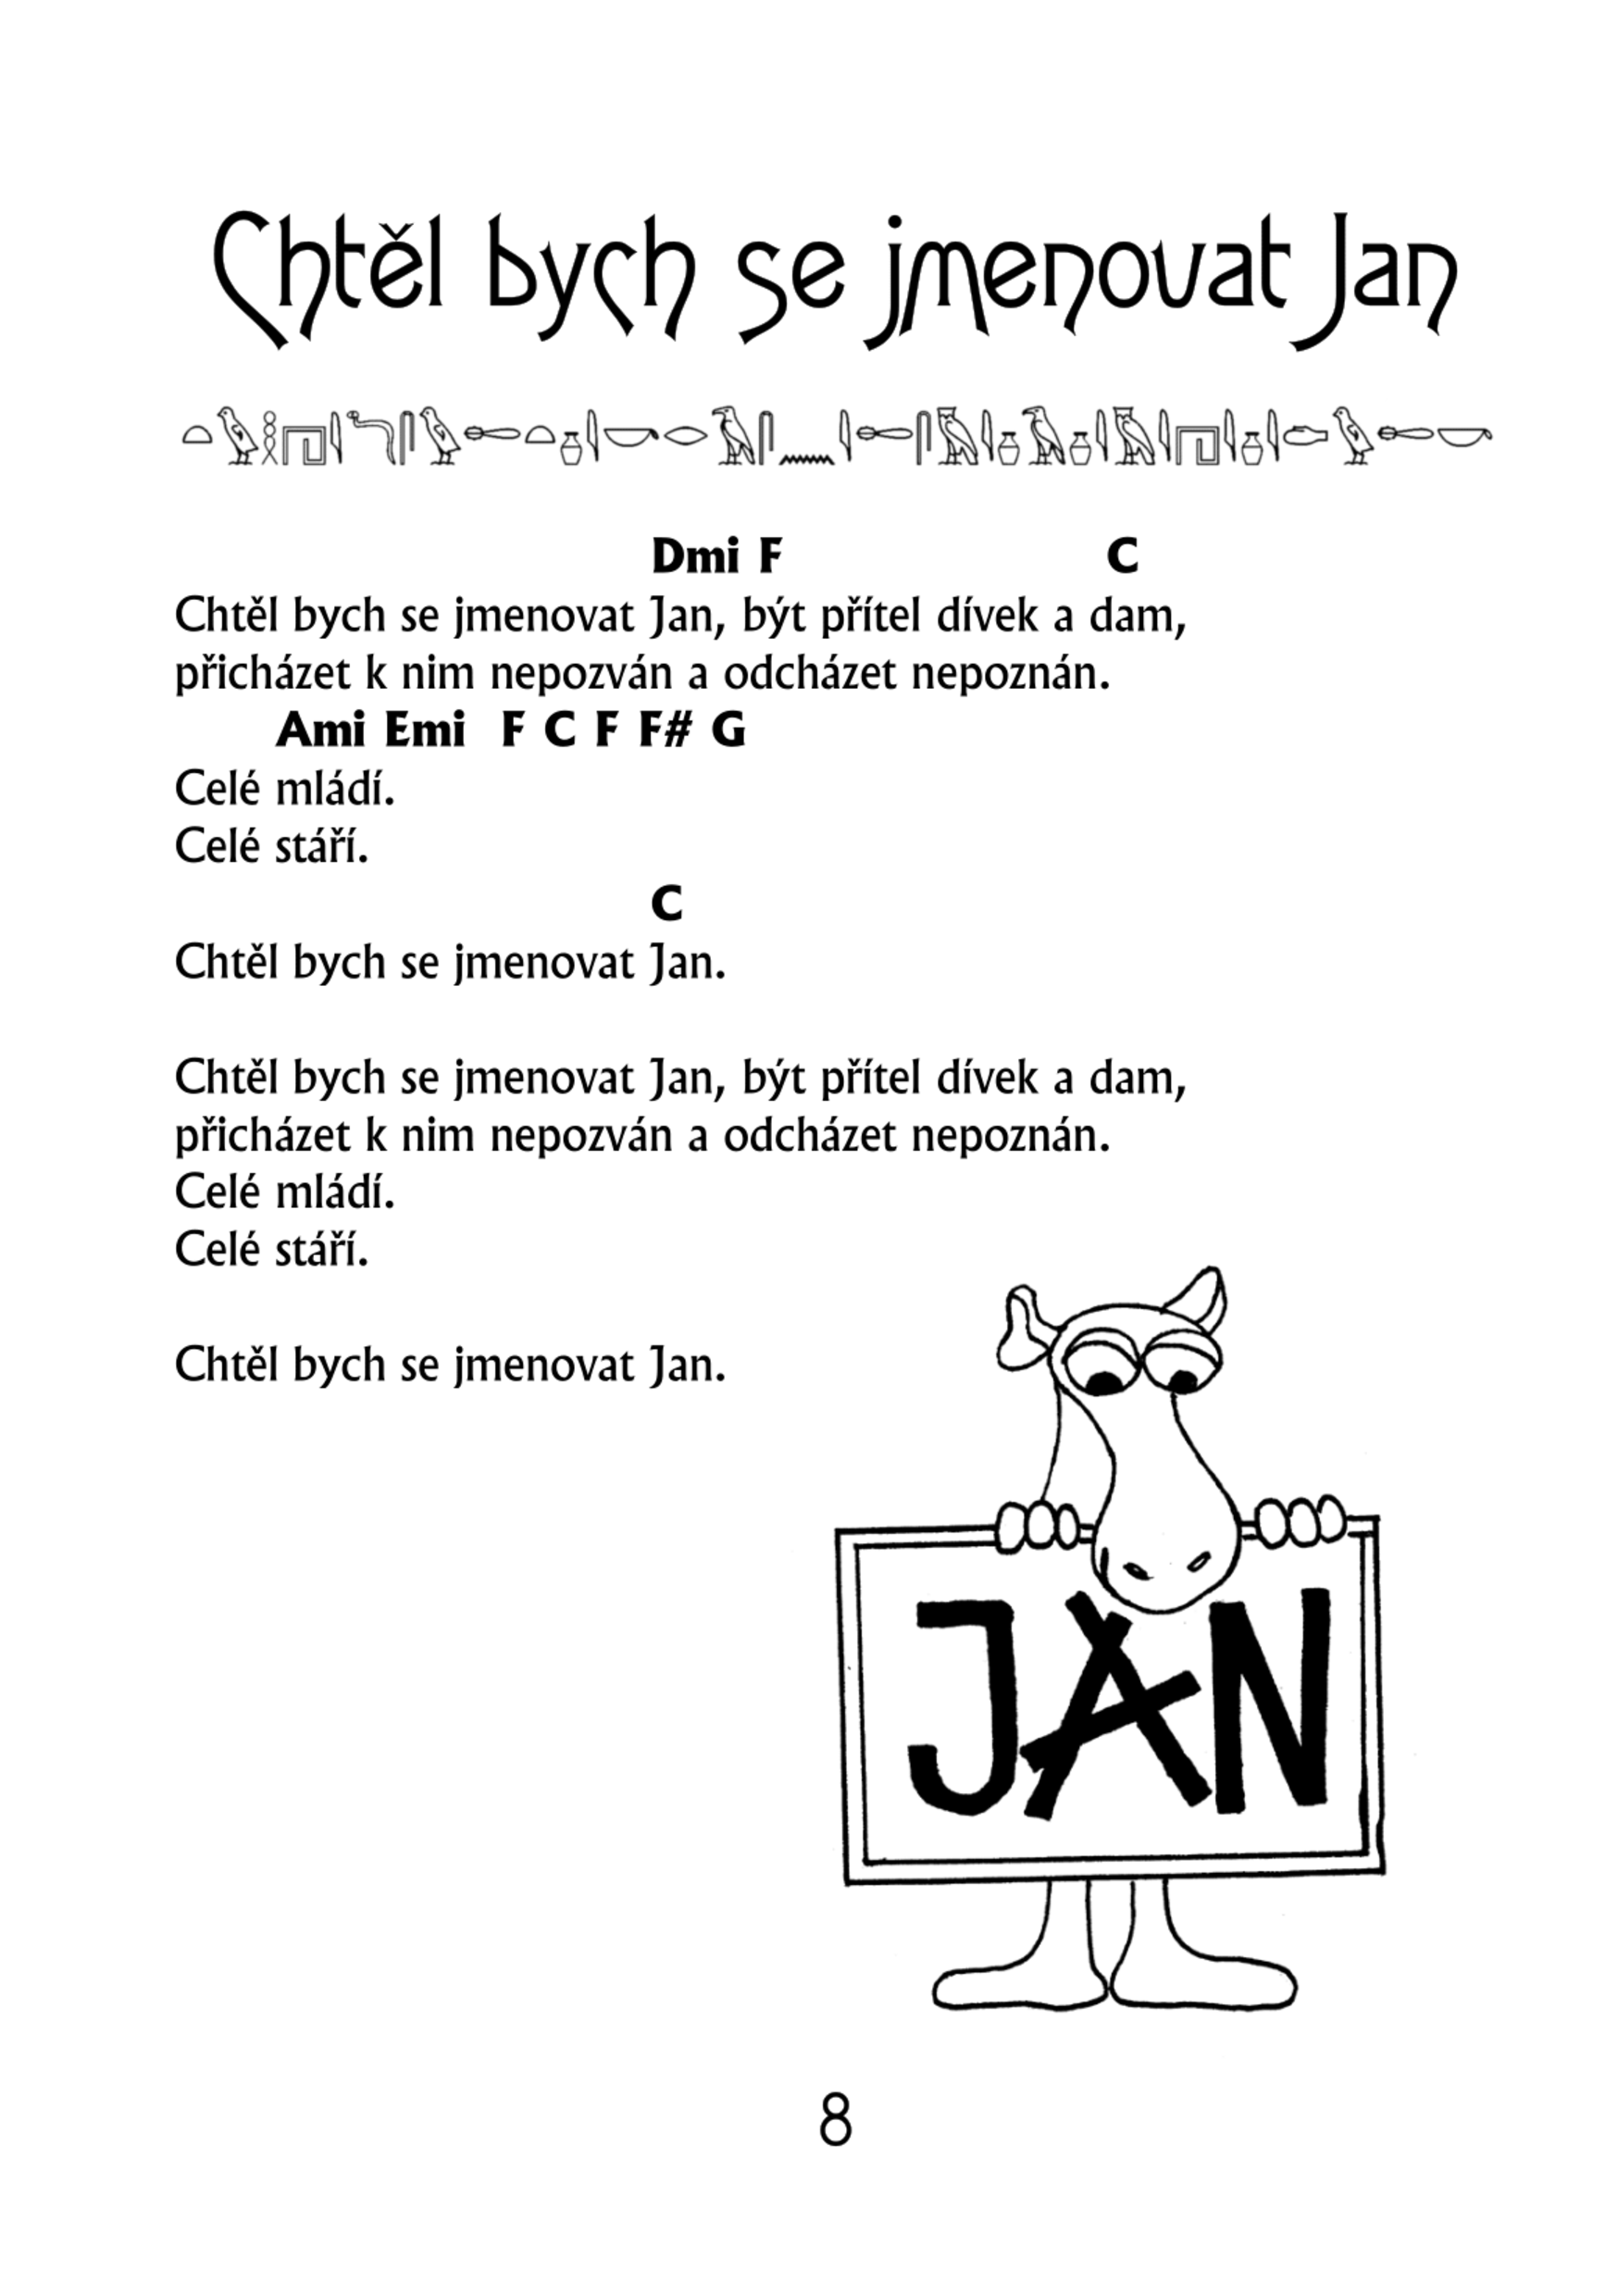 Chtěl bych se jmenovat Jan
Dmi F C
Chtěl bych se jmenovat Jan, být přítel dívek a dam,
přicházet k nim nepozván a odcházet nepoznán.
Ami Emi F C F F# G
Celé mládí.
Celé stáří.
C
Chtěl bych se jmenovat Jan.
Chtěl bych se jmenovat Jan, být přítel dívek a dam,
přicházet k nim nepozván a odcházet nepoznán.
Celé mládí.
Celé stáří.
Chtěl bych se jmenovat Jan.
JAN
8